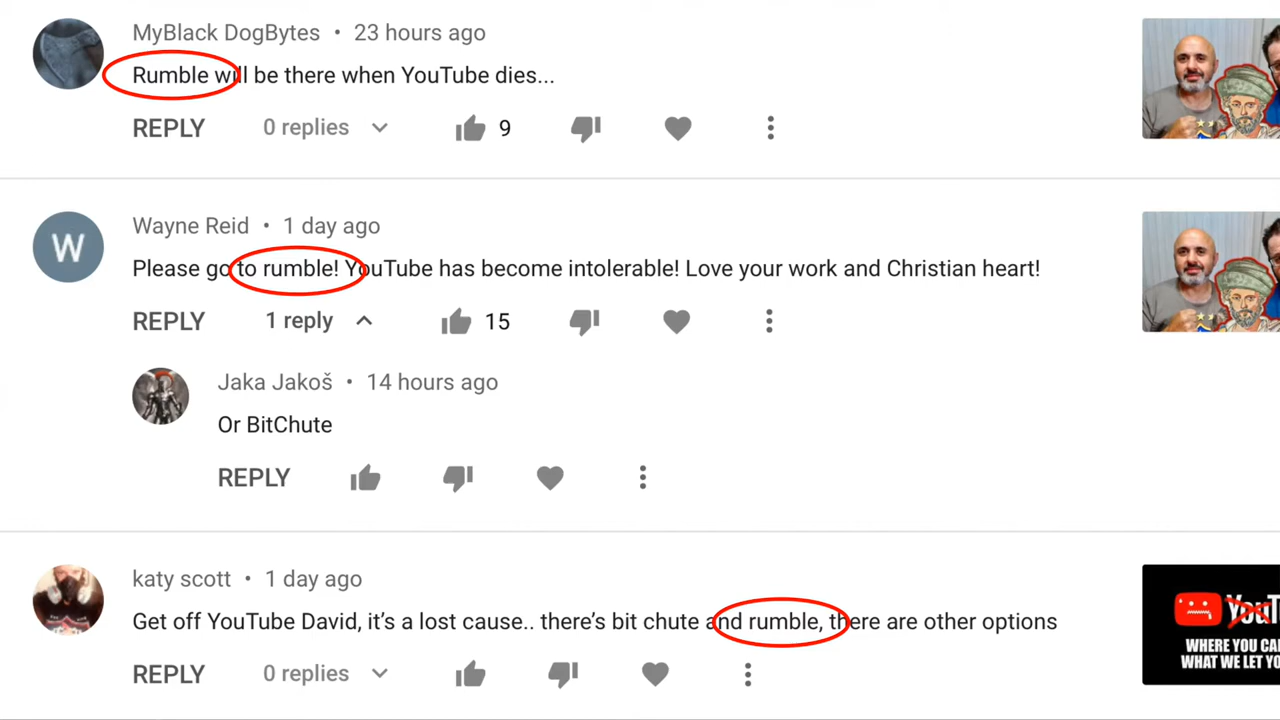 MyBlack DogBytes • 23 hours ago
Rumble will be there when YouTube dies...
REPLY 0 replies 9
W
Wayne Reid • 1 day ago
Please go to rumble! YouTube has become intolerable! Love your work and Christian heart!
REPLY 1 reply 15
Jaka Jakoš • 14 hours ago
Or BitChute
REPLY
katy scott • 1 day ago
Get off YouTube David, it's a lost cause.. there's bit chute and rumble, there are other options
REPLY 0 replies
YouT
WHERE YOU CA
WHAT WE LET YO